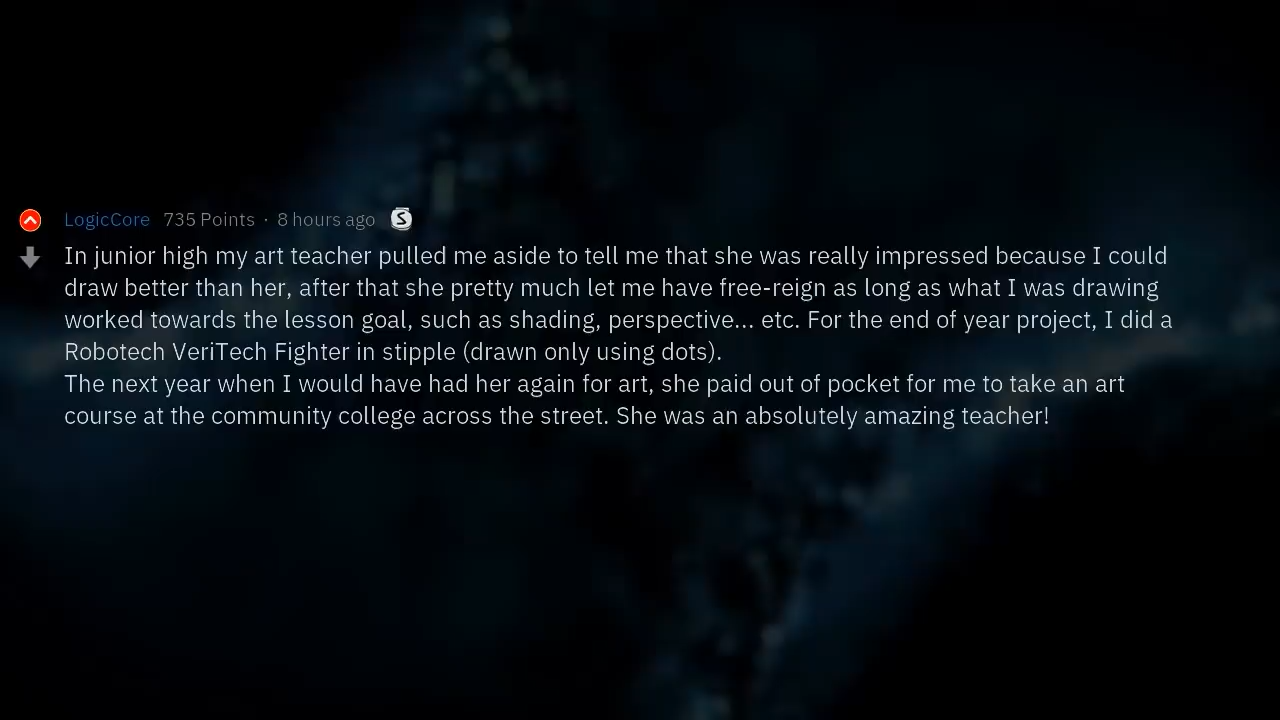 LogicCore 735 Points · 8 hours ago S
In junior high my art teacher pulled me aside to tell me that she was really impressed because I could
draw better than her, after that she pretty much let me have free-reign as long as what I was drawing
worked towards the lesson goal, such as shading, perspective... etc. For the end of year project, I did a
Robotech VeriTech Fighter in stipple (drawn only using dots).
The next year when I would have had her again for art, she paid out of pocket for me to take an art
course at the community college across the street. She was an absolutely amazing teacher!